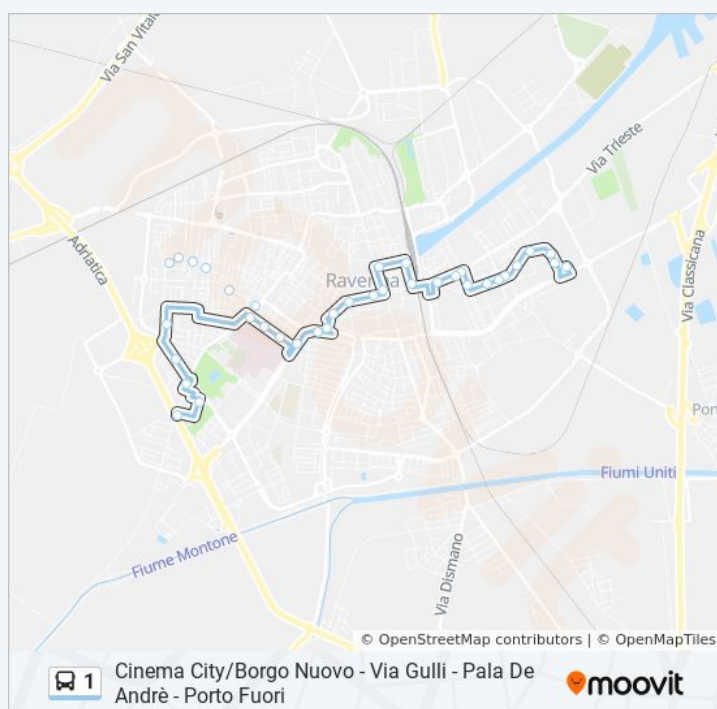 Via San Vitale
Via Trieste
Adriatica
Ravenna
Via Classicana
Fiumi Uniti
Fiume Montone
Via Dismano
© OpenStreetMap contributors | © OpenMapTiles
1
Cinema City/Borgo Nuovo - Via Gulli - Pala De
Andrè - Porto Fuori
moovit